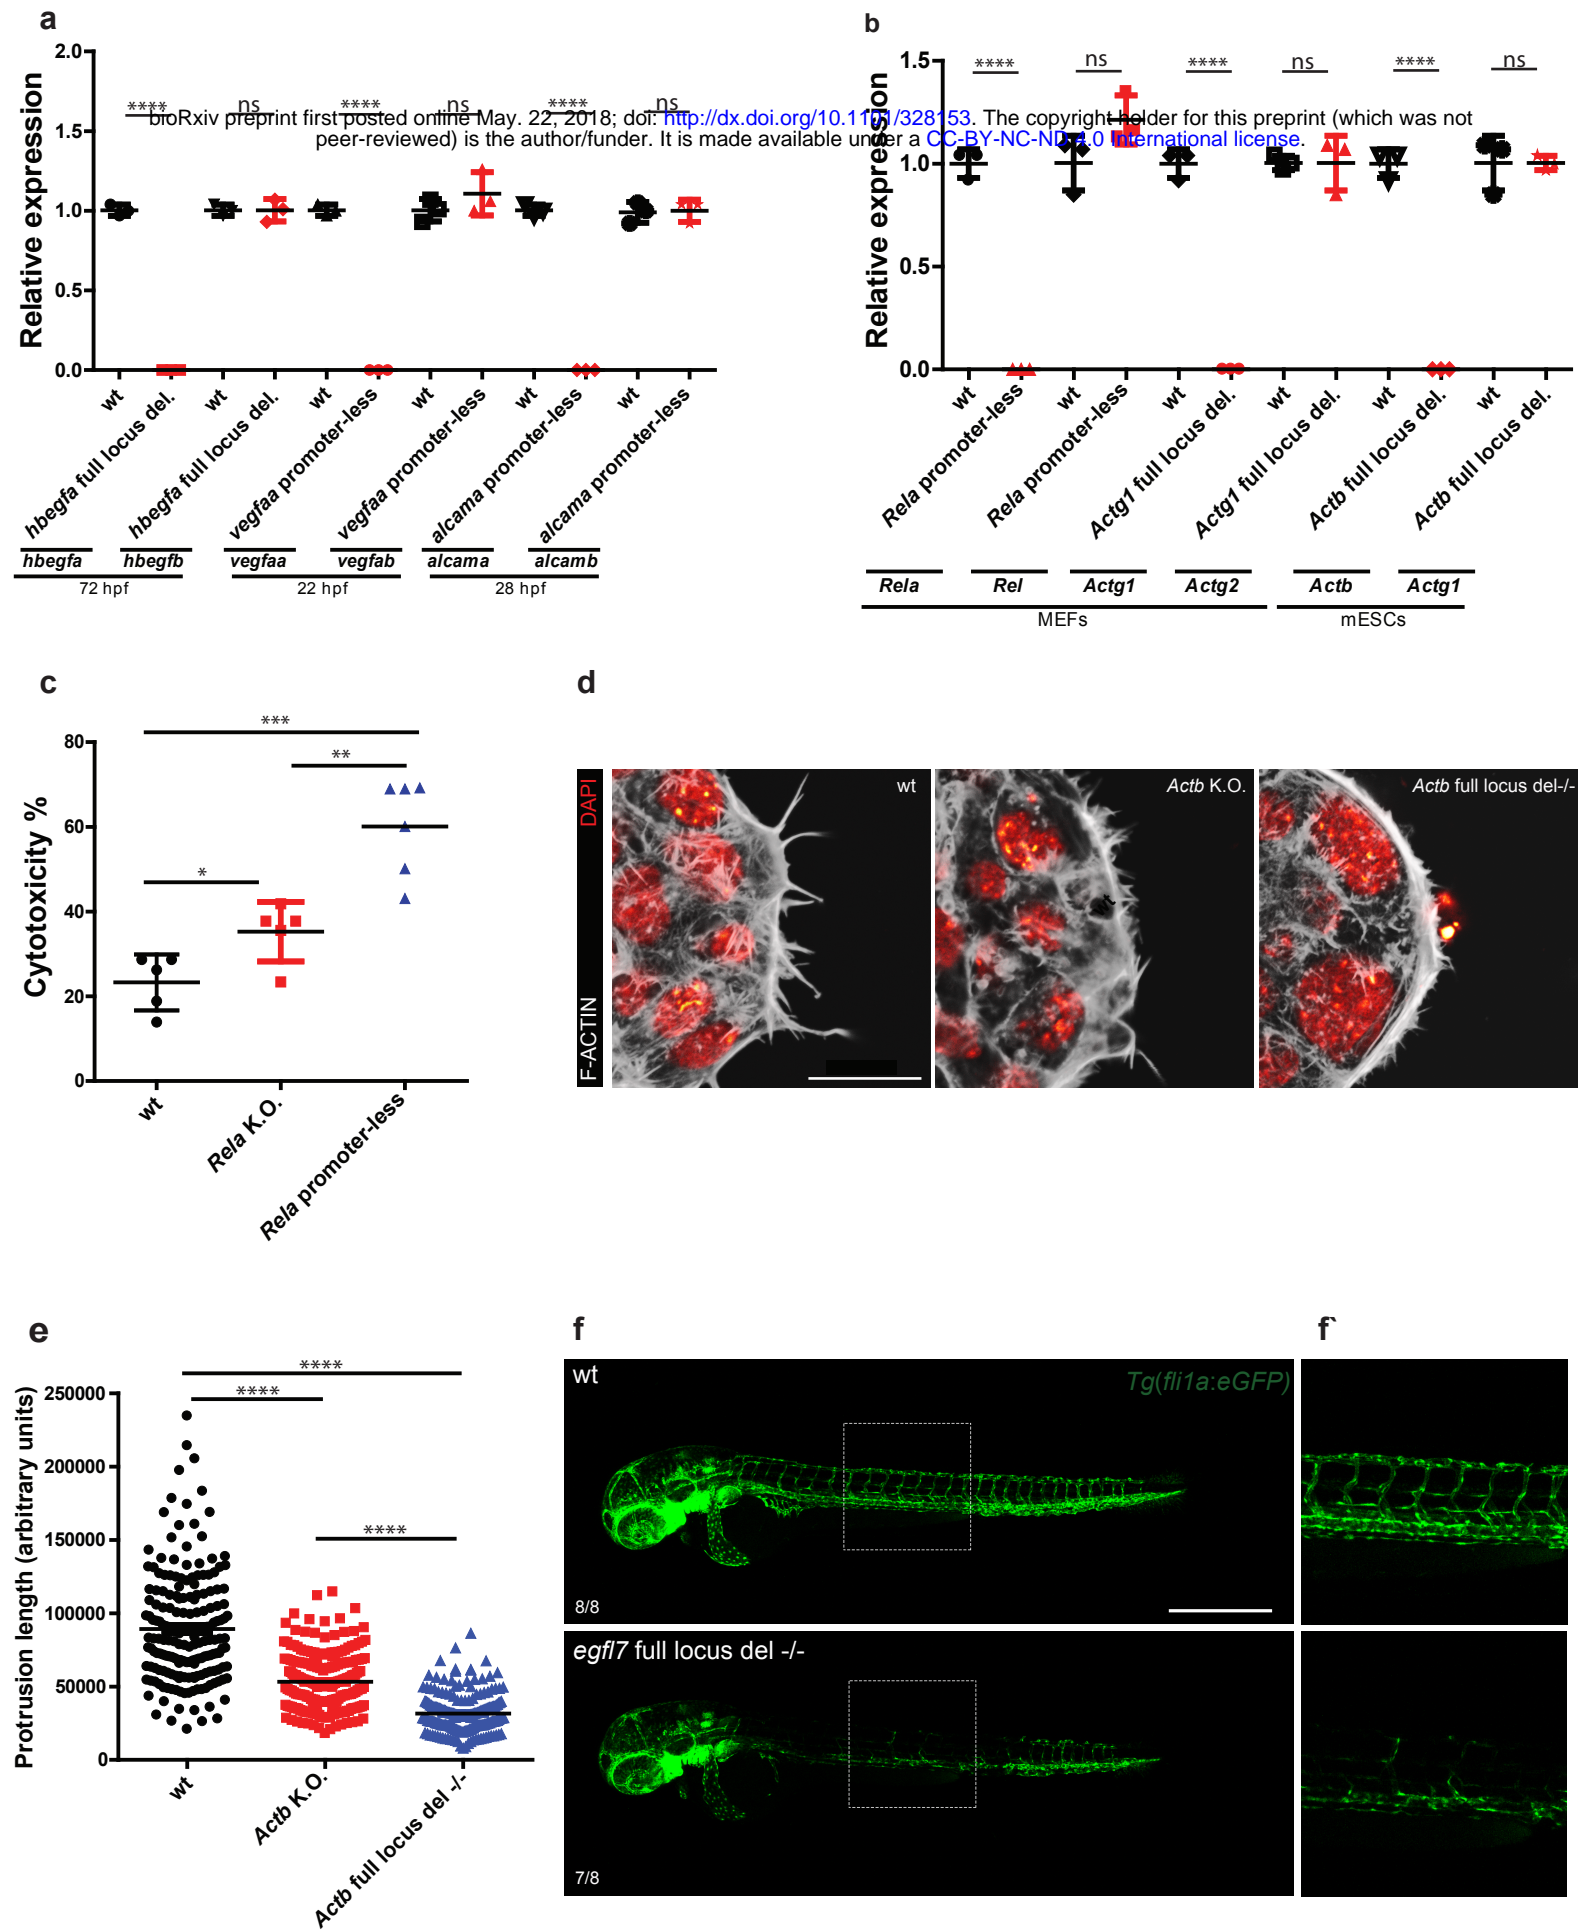 a
b
Relative expression
2.0
1.5
1.0
0.5
0.0
****
ns
****
ns
****
ns
wt
hbegfa full locus del.
wt
hbegfa full locus del.
wt
vegfaa promoter-less
wt
vegfaa promoter-less
wt
alcama promoter-less
wt
alcama promoter-less
hbegfa
hbegfb
vegfaa
vegfab
alcama
alcamb
72 hpf
22 hpf
28 hpf
bioRxiv preprint first posted online May. 22, 2018; doi: http://dx.doi.org/10.1101/328153. The copyright holder for this preprint (which was not
peer-reviewed) is the author/funder. It is made available under a CC-BY-NC-ND 4.0 International license.
Relative expression
1.5
1.0
0.5
0.0
****
ns
****
ns
****
ns
wt
Rela promoter-less
wt
Rela promoter-less
wt
Actg1 full locus del.
wt
Actg1 full locus del.
wt
Actb full locus del.
wt
Actb full locus del.
Rela
Rel
Actg1
Actg2
Actb
Actg1
MEFs
mESCs
c
Cytotoxicity %
80
60
40
20
0
***
**
*
wt
Rela K.O.
Rela promoter-less
d
F-ACTIN
DAPI
wt
Actb K.O.
Actb full locus del-/-
e
Protrusion length (arbitrary units)
250000
200000
150000
100000
50000
0
****
****
****
wt
Actb K.O.
Actb full locus del -/-
f
f`
wt
Tg(fli1a:eGFP)
8/8
egfl7 full locus del -/-
7/8